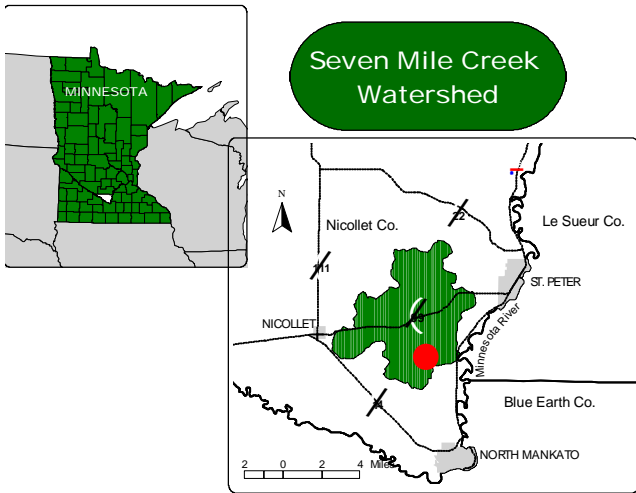 Seven Mile Creek
Watershed
MINNESOTA
N
Nicollet Co.
22
Le Sueur Co.
111
ST. PETER
99
NICOLLET
Minnesota River
Blue Earth Co.
NORTH MANKATO
2 0 2 4 Miles